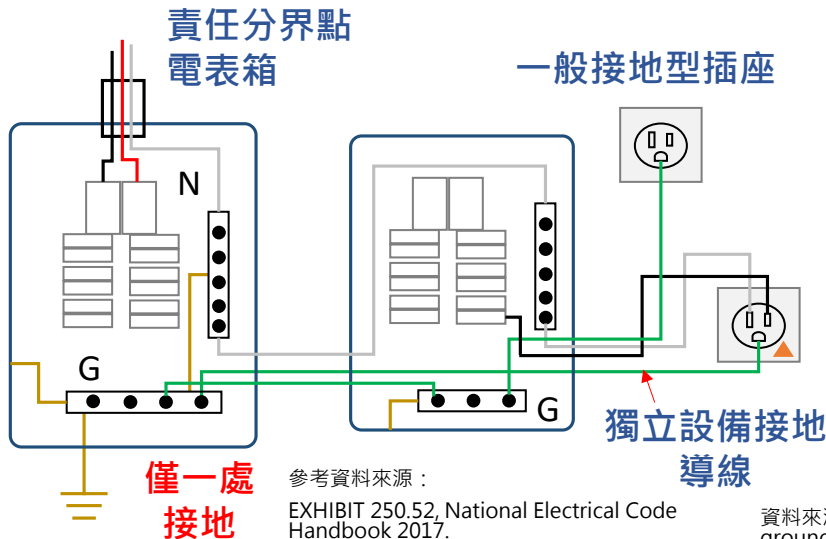 責任分界點
電表箱
一般接地型插座
N
G
G
獨立設備接地
導線
僅一處
接地
參考資料來源：
EXHIBIT 250.52, National Electrical Code
Handbook 2017.
資料來
groun